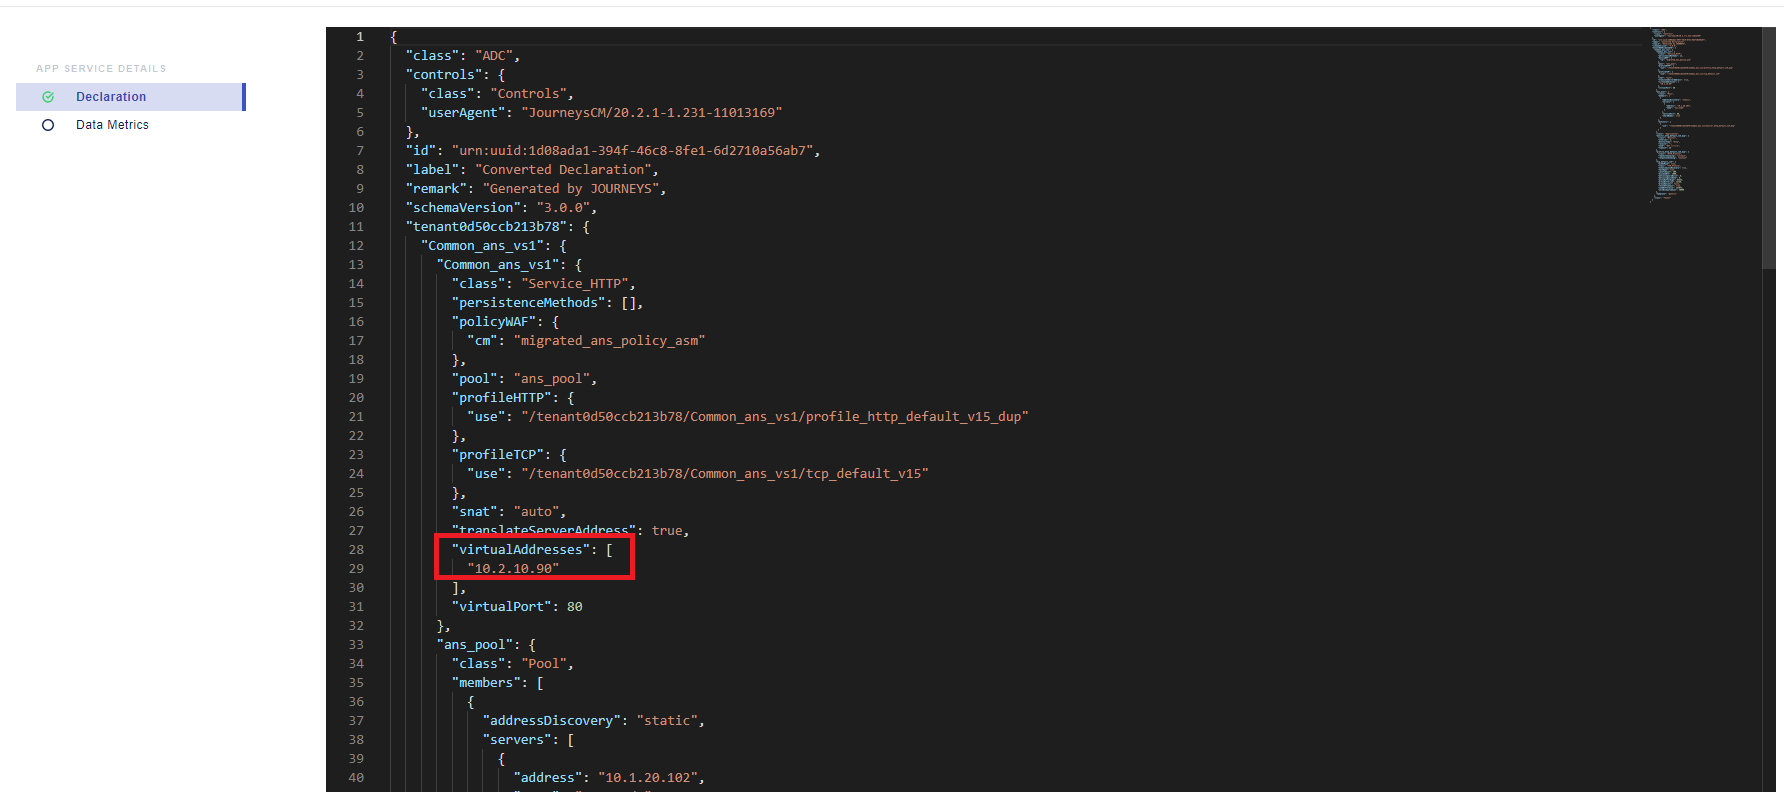 APP SERVICE DETAILS
Declaration
Data Metrics
1 {
2 "class": "ADC",
3 "controls": {
4 "class": "Controls",
5 "userAgent": "JourneysCM/20.2.1-1.231-11013169"
6 },
7 "id": "urn:uuid:1d08ada1-394f-46c8-8fe1-6d2710a56ab7",
8 "label": "Converted Declaration",
9 "remark": "Generated by JOURNEYS",
10 "schemaVersion": "3.0.0",
11 "tenant0d50ccb213b78": {
12 "Common_ans_vs1": {
13 "Common_ans_vs1": {
14 "class": "Service_HTTP",
15 "persistenceMethods": [],
16 "policyWAF": {
17 "cm": "migrated_ans_policy_asm"
18 },
19 "pool": "ans_pool",
20 "profileHTTP": {
21 "use": "/tenant0d50ccb213b78/Common_ans_vs1/profile_http_default_v15_dup"
22 },
23 "profileTCP": {
24 "use": "/tenant0d50ccb213b78/Common_ans_vs1/tcp_default_v15"
25 },
26 "snat": "auto",
27 "translateServerAddress": true,
28 "virtualAddresses": [
29 "10.2.10.90"
30 ],
31 "virtualPort": 80
32 },
33 "ans_pool": {
34 "class": "Pool",
35 "members": [
36 {
37 "addressDiscovery": "static",
38 "servers": [
39 {
40 "address": "10.1.20.102",